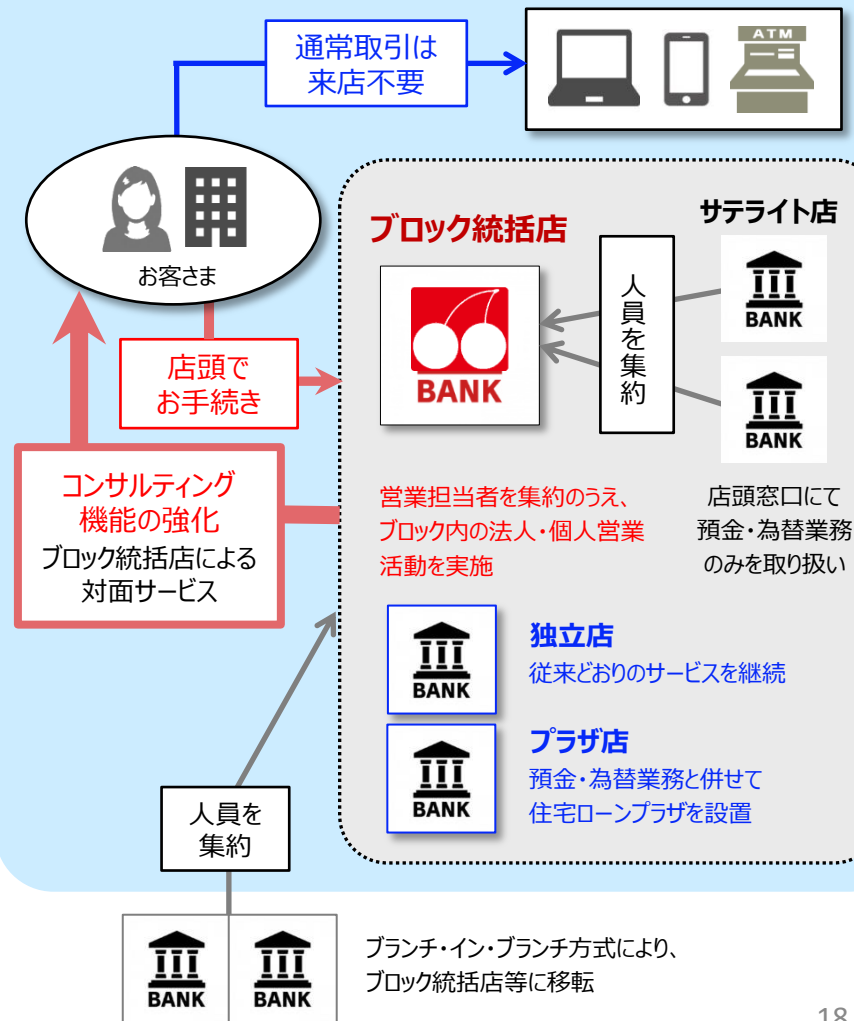 通常取引は
来店不要
ATM
お客さま
ブロック統括店
サテライト店
人員を集約
BANK
BANK
BANK
店頭で
お手続き
コンサルティング
機能の強化
ブロック統括店による
対面サービス
営業担当者を集約のうえ、
ブロック内の法人・個人営業
活動を実施
店頭窓口にて
預金・為替業務
のみを取り扱い
BANK
独立店
従来どおりのサービスを継続
BANK
プラザ店
預金・為替業務と併せて
住宅ローンプラザを設置
人員を
集約
BANK
BANK
ブランチ・イン・ブランチ方式により、
ブロック統括店等に移転
18